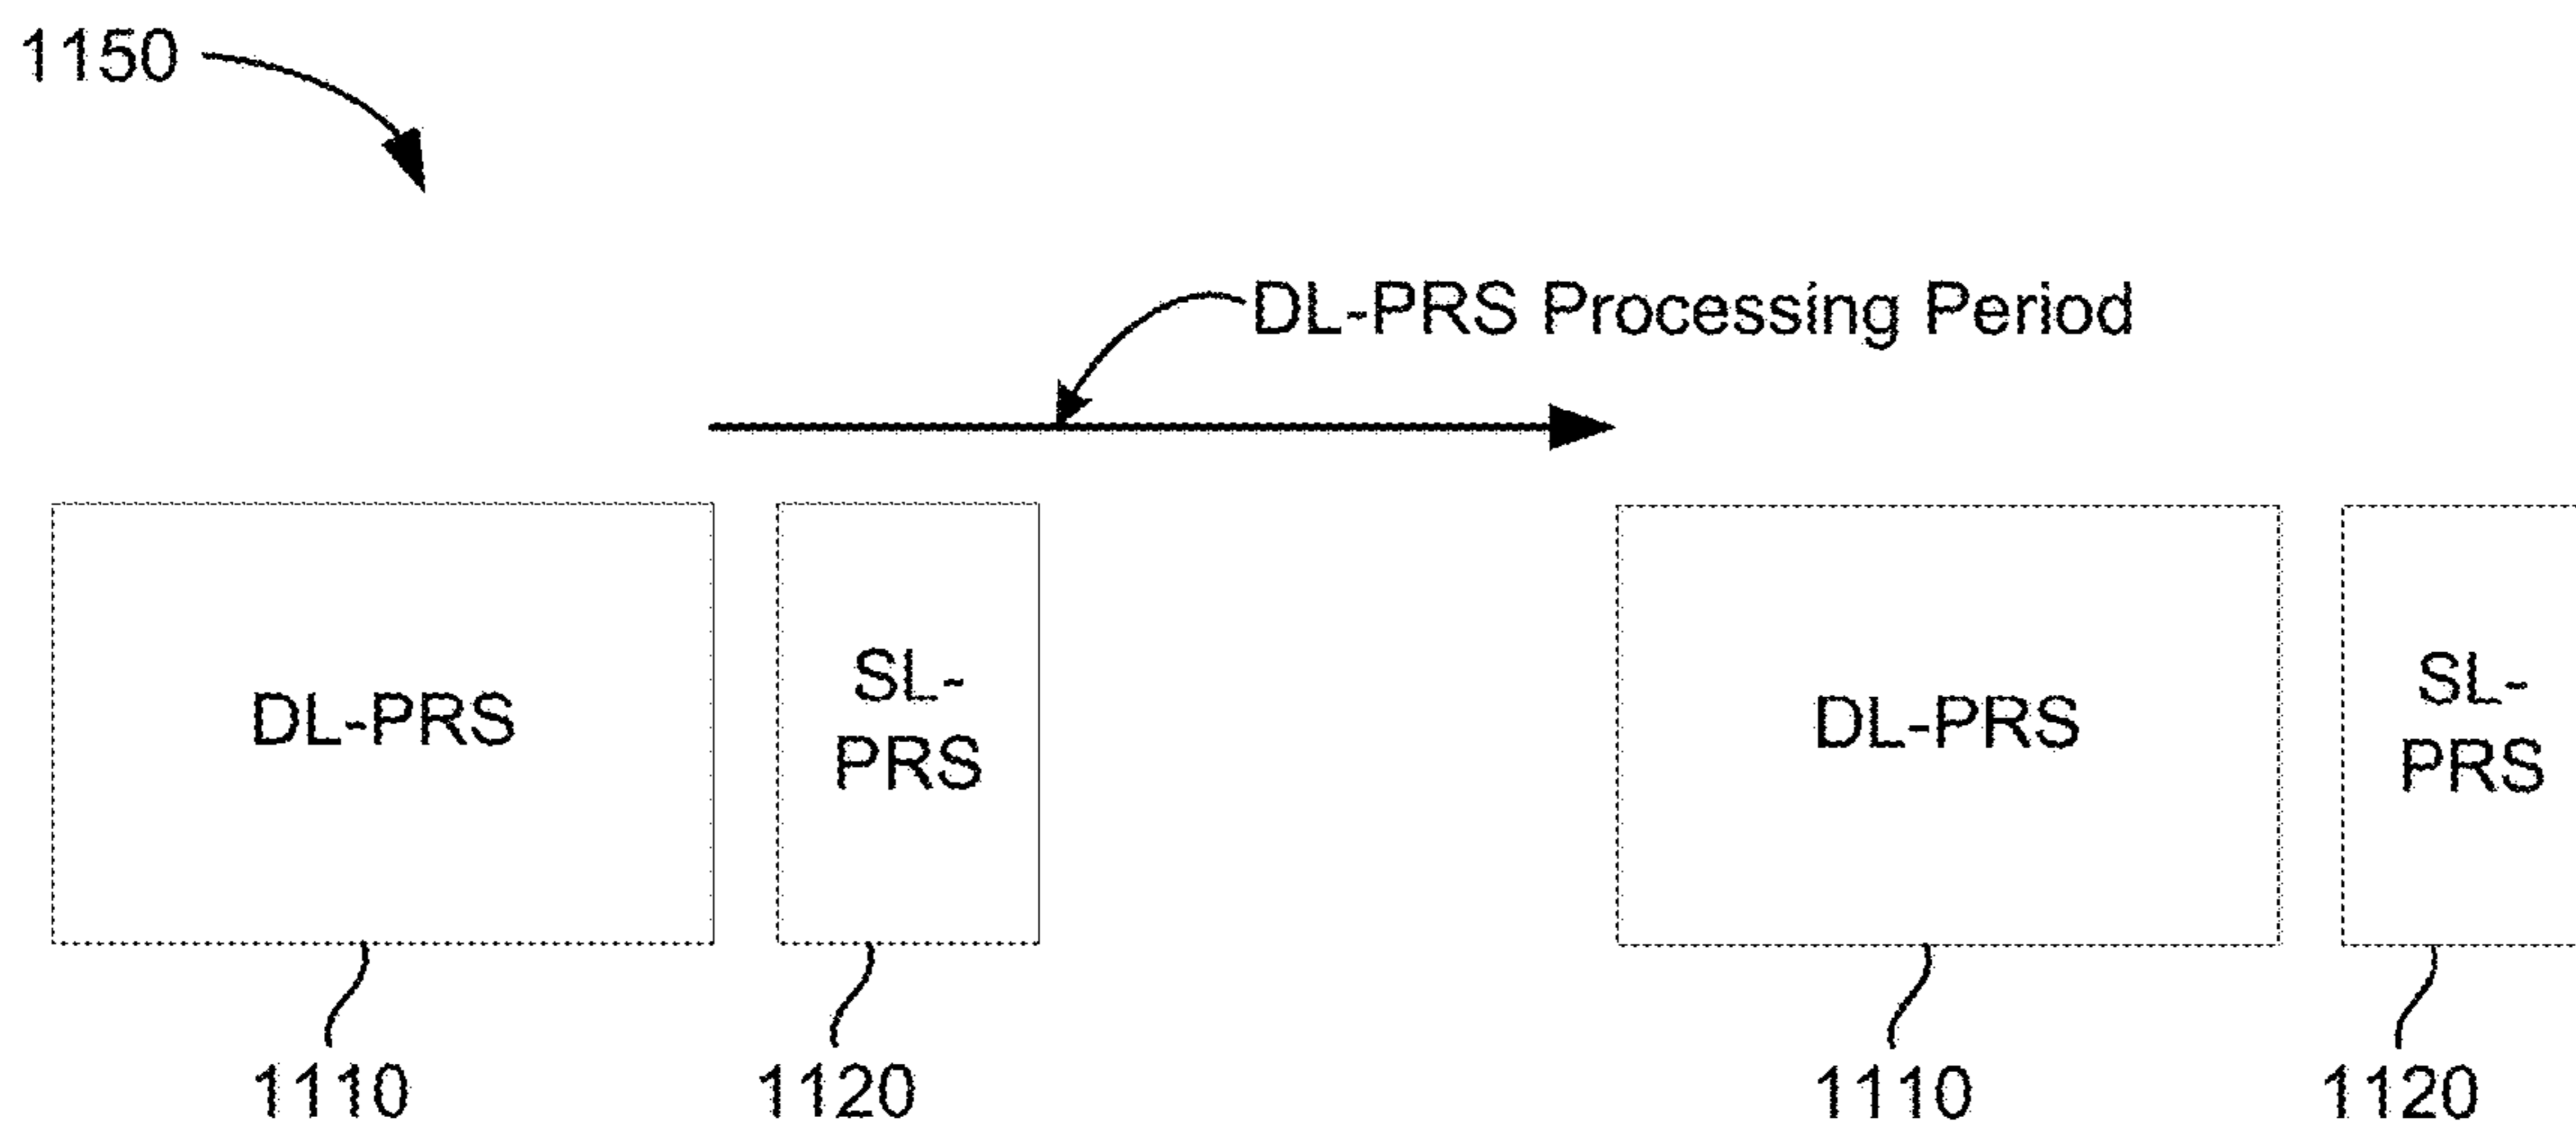 1150
DL-PRS Processing Period
DL-PRS
SL-
PRS
DL-PRS
SL-
PRS
1110
1120
1110
1120